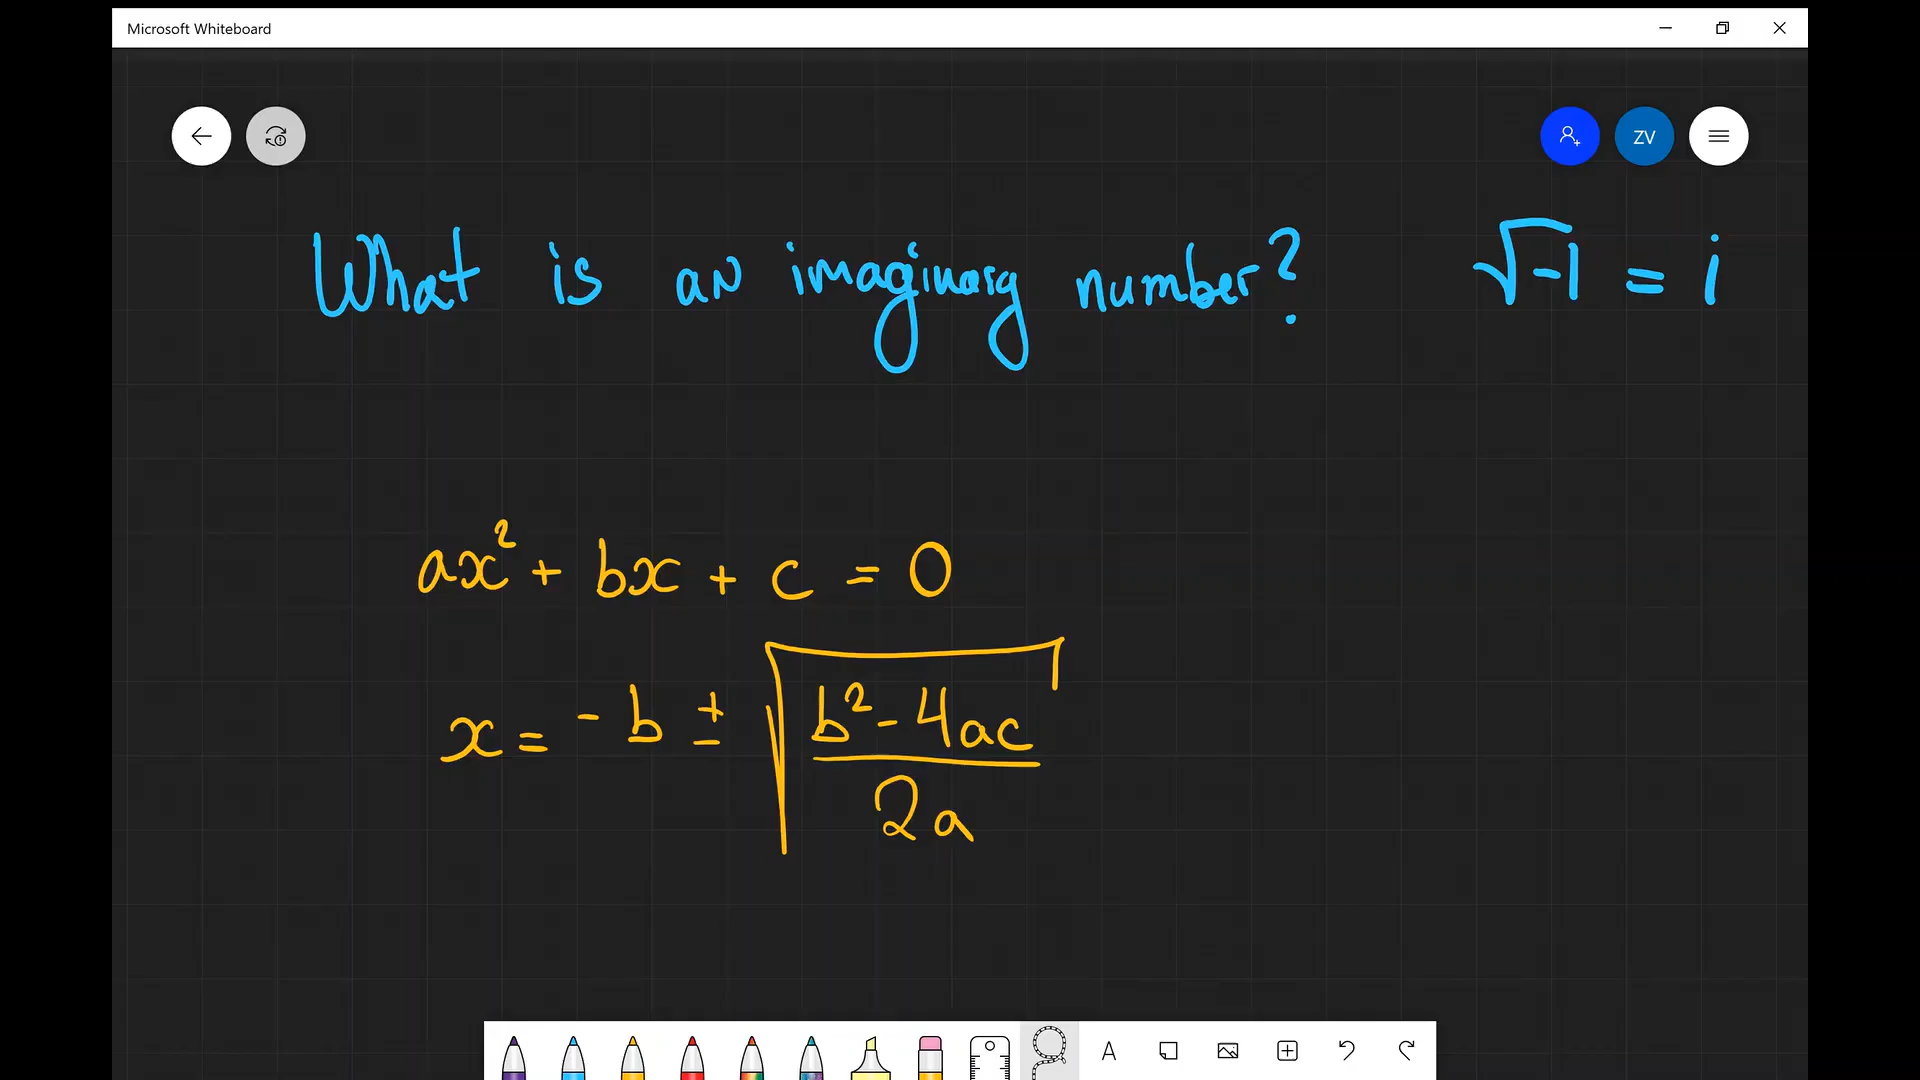 Microsoft Whiteboard
ZV
What is an imaginary number? √-1 = i
ax² + bx + c = 0
x = - b ± √(b² - 4ac / 2a)
A